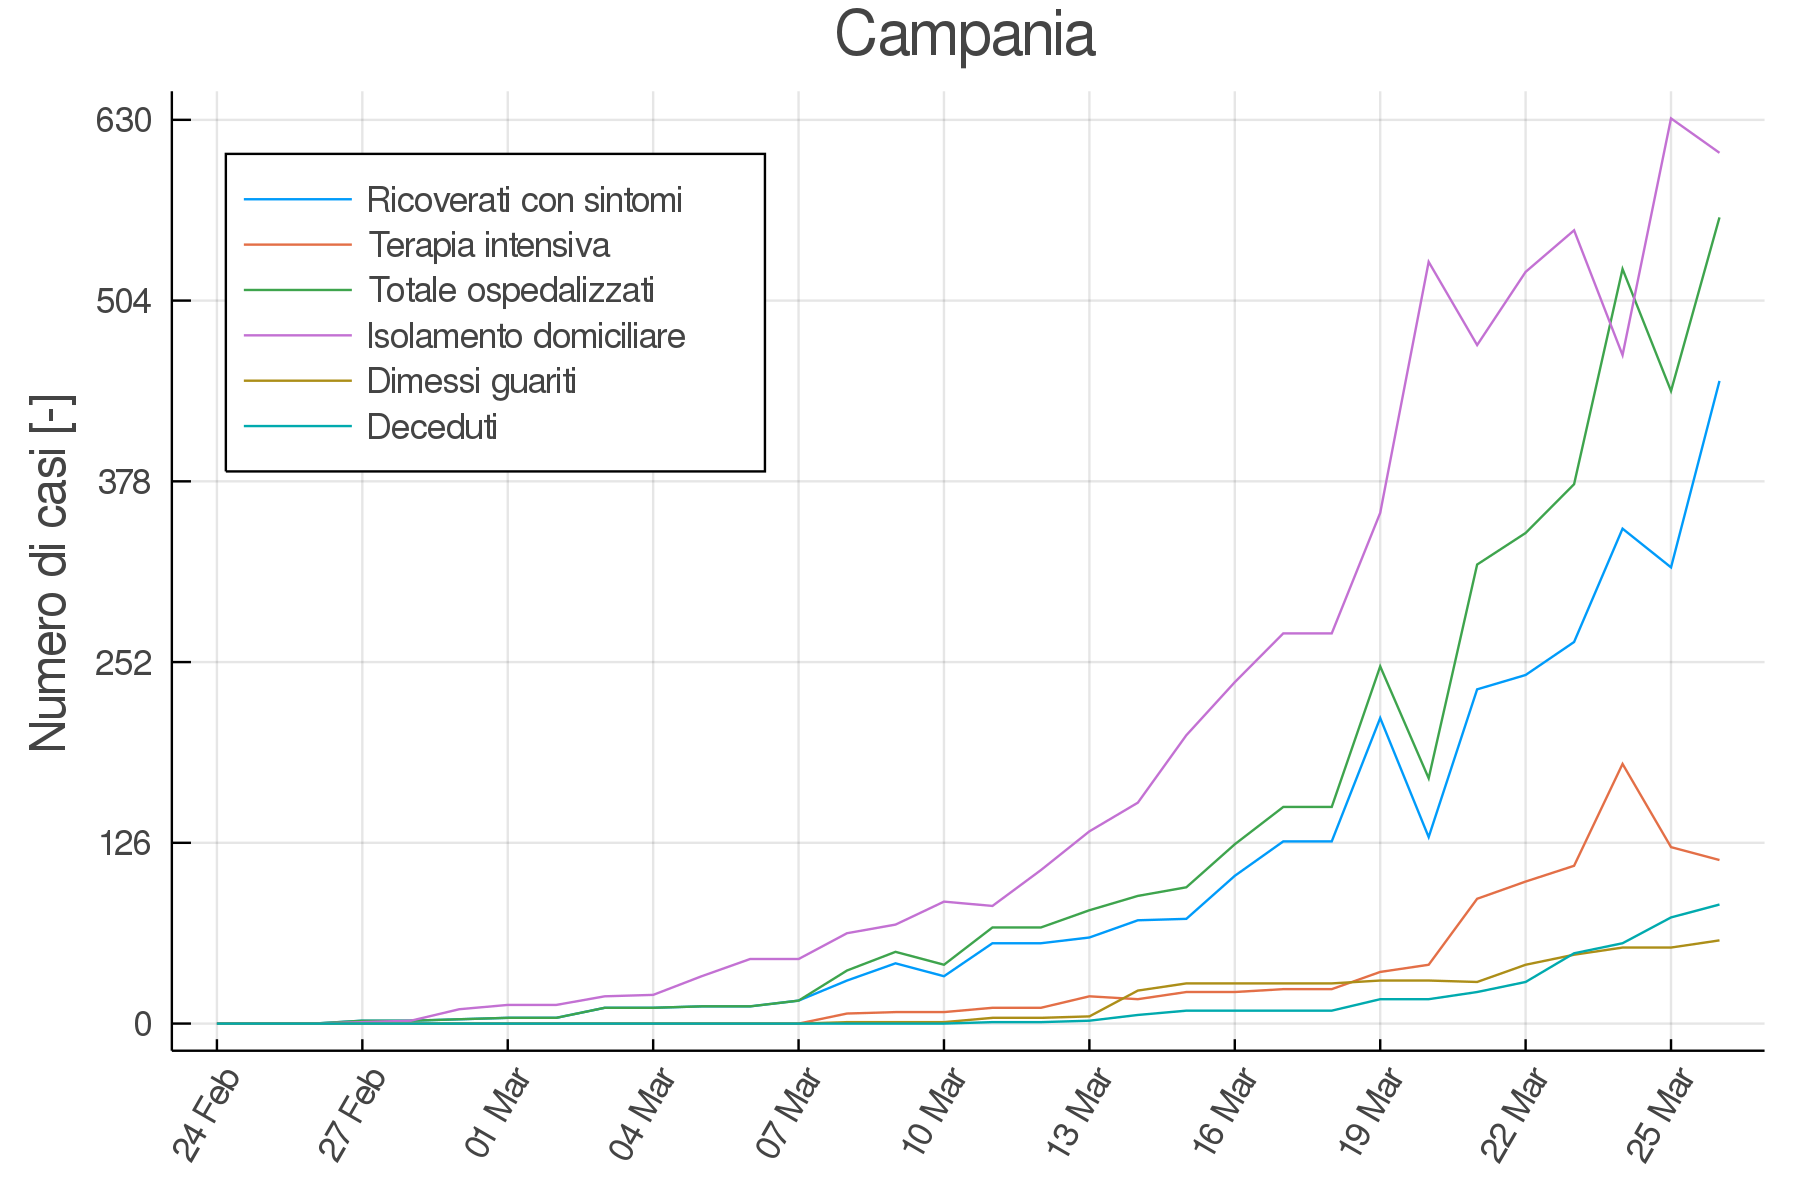 Campania
Numero di casi [-]
630
504
378
252
126
0
Ricoverati con sintomi
Terapia intensiva
Totale ospedalizzati
Isolamento domiciliare
Dimessi guariti
Deceduti
24 Feb
27 Feb
01 Mar
04 Mar
07 Mar
10 Mar
13 Mar
16 Mar
19 Mar
22 Mar
25 Mar